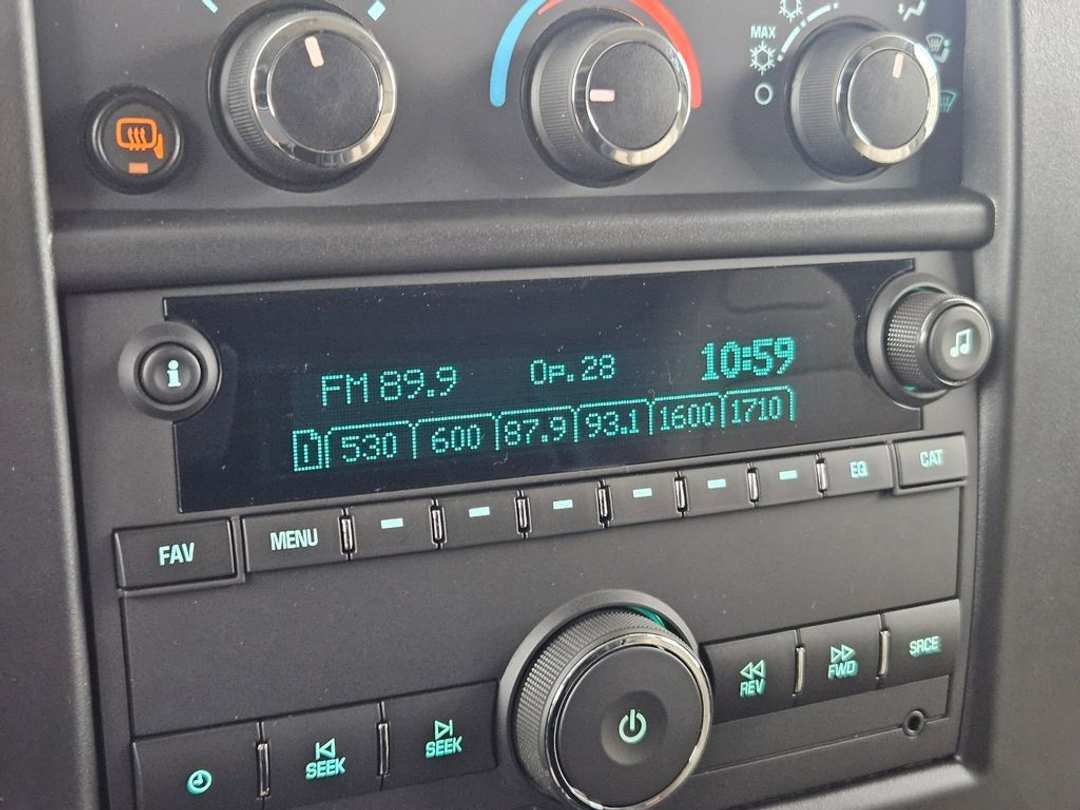 MAX
FM 89.9 Op. 28 10:59
1 530 600 87.9 93.1 1600 1710
i
FAV MENU EQ CAT
REV FWD SRCE
SEEK SEEK